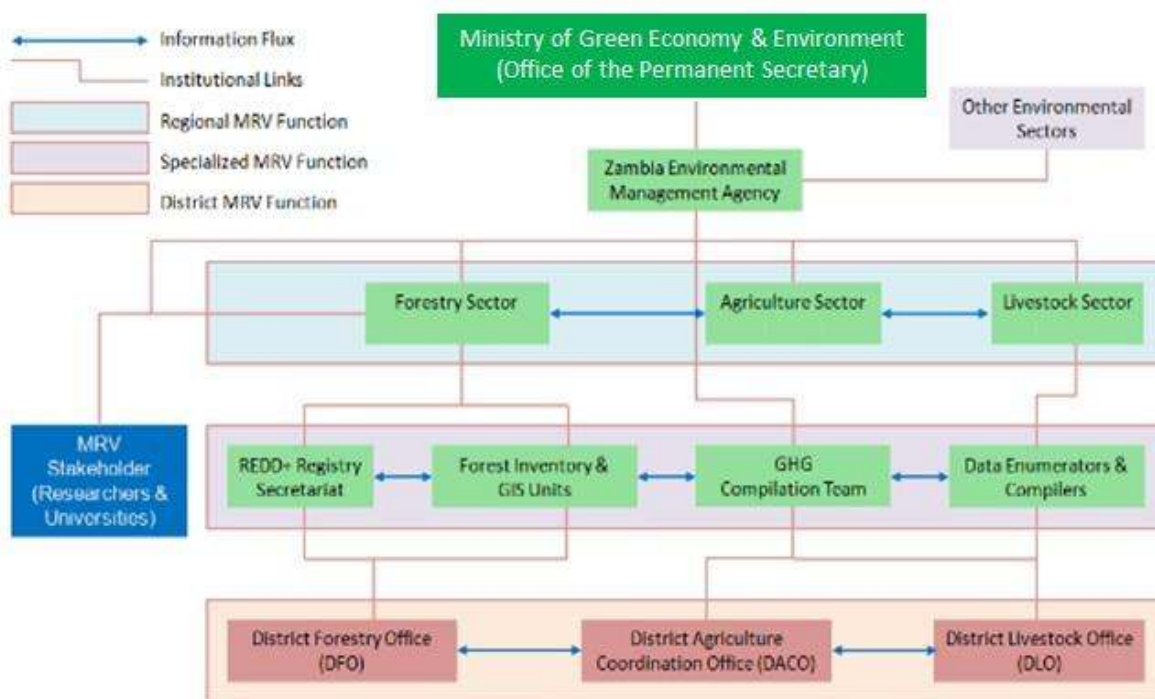 Information Flux
Institutional Links
Regional MRV Function
Specialized MRV Function
District MRV Function
Ministry of Green Economy & Environment
(Office of the Permanent Secretary)
Other Environmental
Sectors
Zambia Environmental
Management Agency
Forestry Sector
Agriculture Sector
Livestock Sector
MRV
Stakeholder
(Researchers &
Universities)
REDD+ Registry
Secretariat
Forest Inventory &
GIS Units
GHG
Compilation Team
Data Enumerators &
Compilers
District Forestry Office
(DFO)
District Agriculture
Coordination Office (DACO)
District Livestock Office
(DLO)